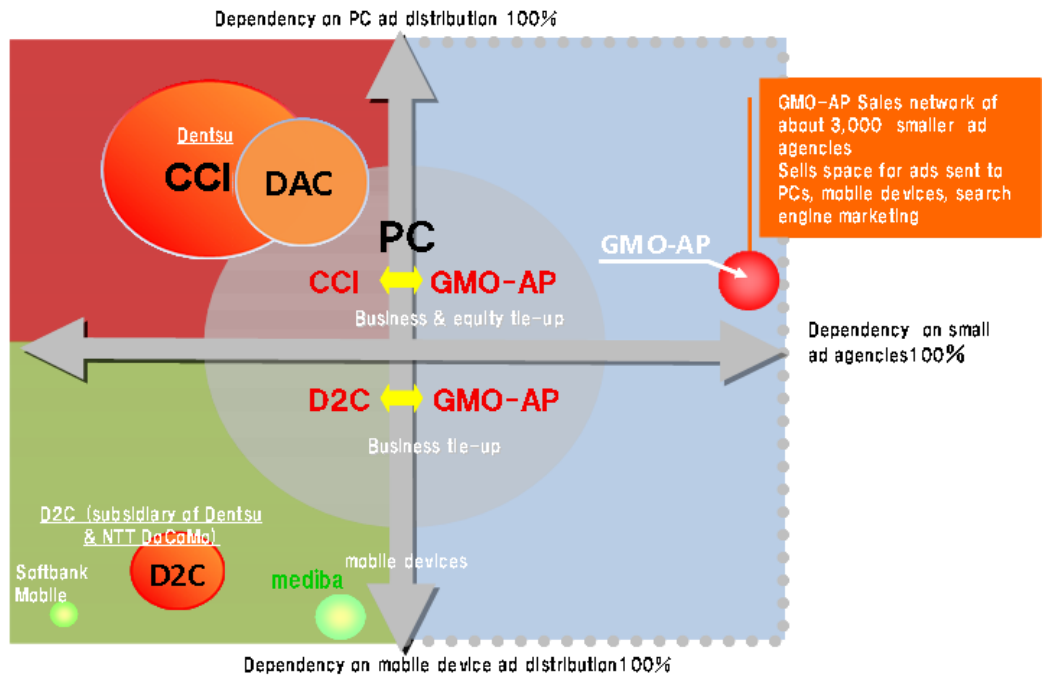 Dependency on PC ad distribution 100%
GMO-AP Sales network of
about 3,000 smaller ad
agencies
Sells space for ads sent to
PCs, mobile devices, search
engine marketing
Dentsu
CCI
DAC
PC
GMO-AP
CCI
GMO-AP
Business & equity tie-up
Dependency on small
ad agencies100%
D2C
GMO-AP
Business tie-up
D2C (subsidiary of Dentsu
& NTT DoCoMo)
mobile devices
Softbank
Mobile
D2C
mediba
Dependency on mobile device ad distribution100%